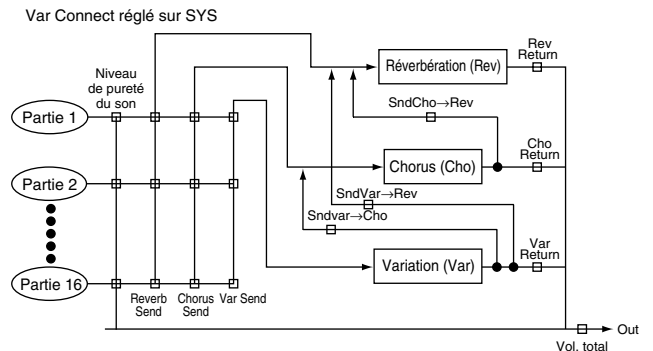 Var Connect réglé sur SYS
Niveau
de pureté
du son
Partie 1
Partie 2
Partie 16
Reverb
Send
Chorus
Send
Var Send
Réverbération (Rev)
Rev
Return
SndCho→Rev
Chorus (Cho)
Cho
Return
SndVar→Rev
Sndvar→Cho
Variation (Var)
Var
Return
Out
Vol. total